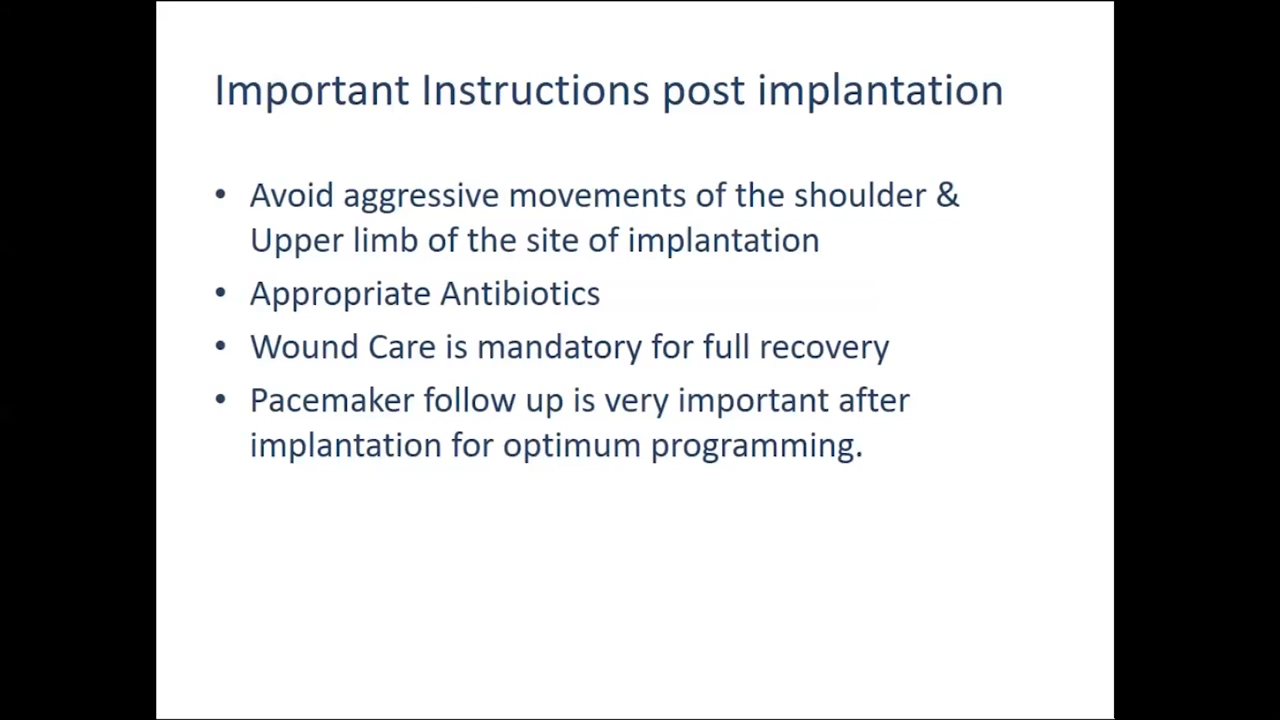 Important Instructions post implantation
• Avoid aggressive movements of the shoulder &
Upper limb of the site of implantation
• Appropriate Antibiotics
• Wound Care is mandatory for full recovery
• Pacemaker follow up is very important after
implantation for optimum programming.